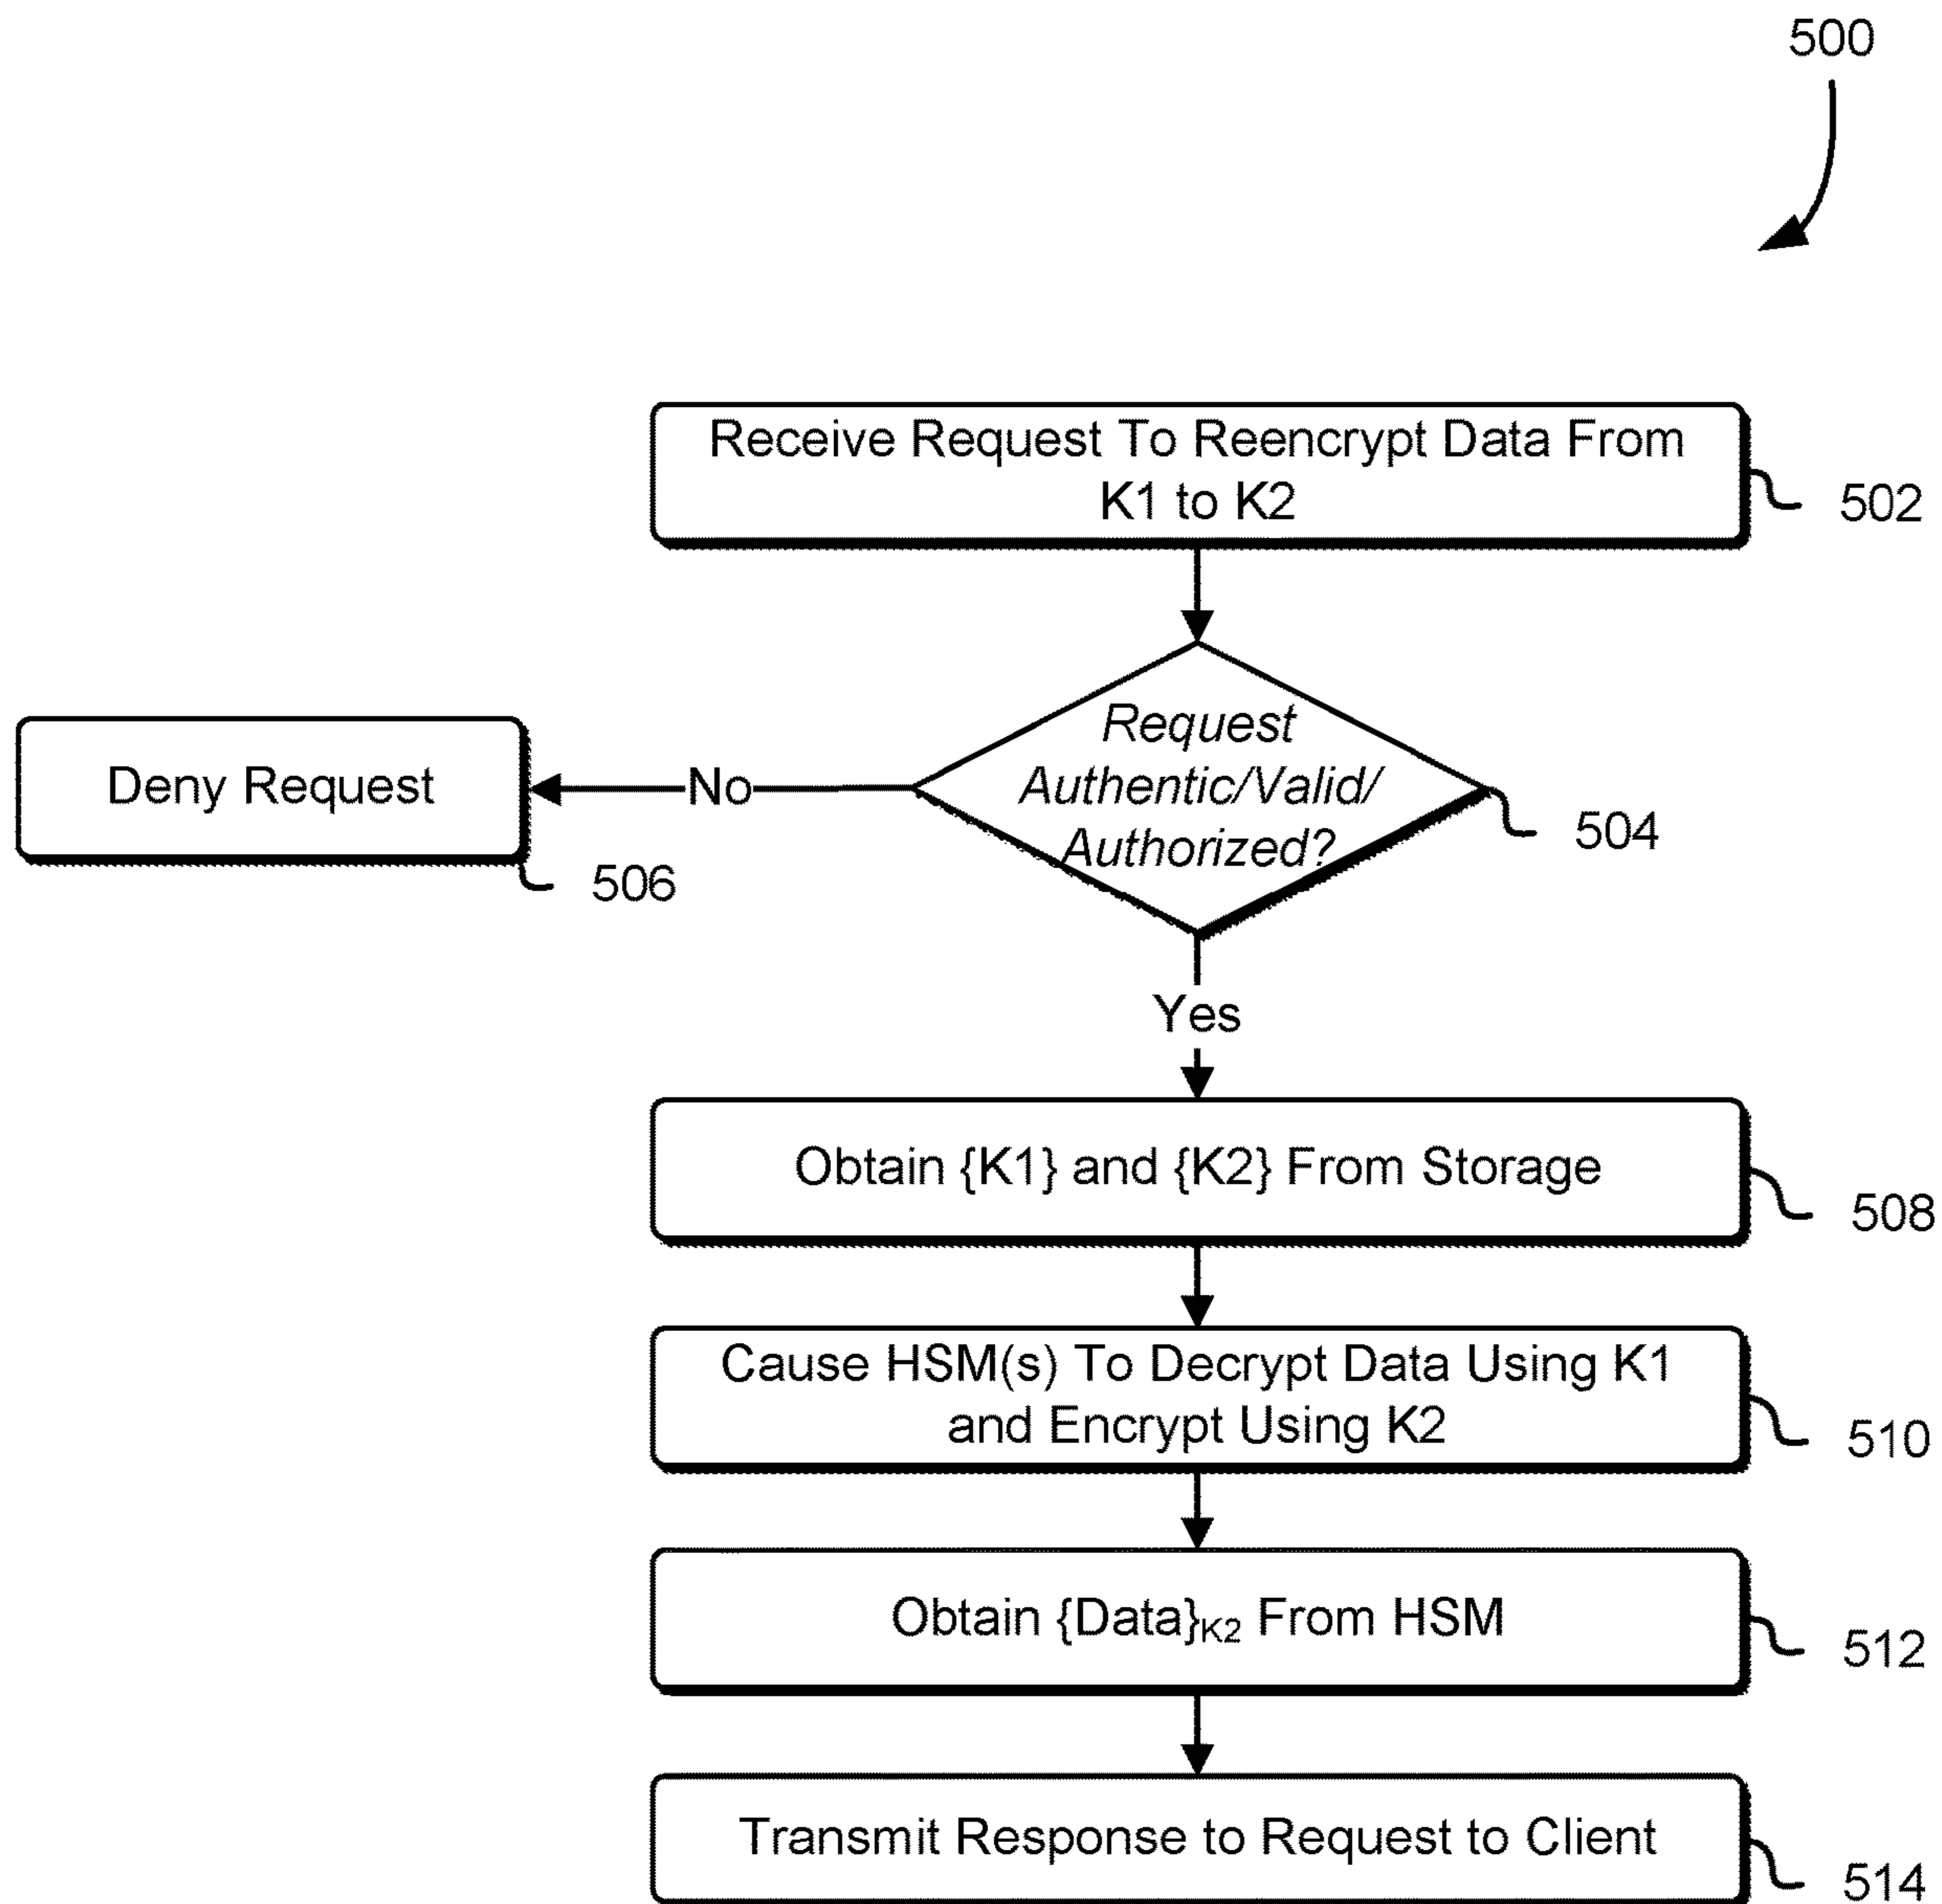 500
Receive Request To Reencrypt Data From
K1 to K2
502
Request
Authentic/Valid/
Authorized?
504
No
Deny Request
506
Yes
Obtain {K1} and {K2} From Storage
508
Cause HSM(s) To Decrypt Data Using K1
and Encrypt Using K2
510
Obtain {Data}K2 From HSM
512
Transmit Response to Request to Client
514